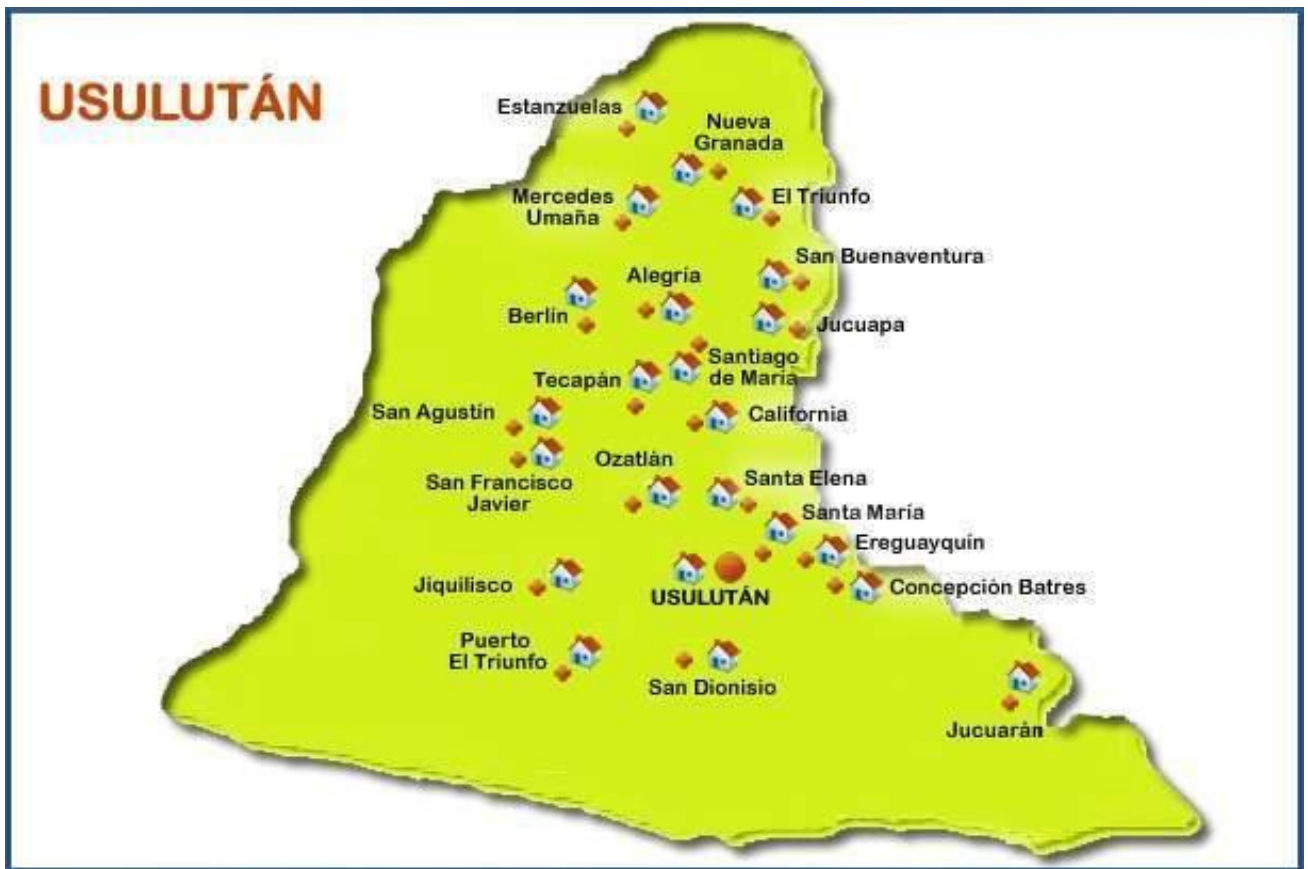 USULUTÁN
Estanzuelas
Nueva
Granada
Mercedes
Umaña
El Triunfo
San Buenaventura
Alegría
Berlín
Jucuapa
Santiago
de María
Tecapán
San Agustín
California
Ozatlán
San Francisco
Javier
Santa Elena
Santa María
Ereguayquín
Jiquilisco
USULUTÁN
Concepción Batres
Puerto
El Triunfo
San Dionisio
Jucuarán